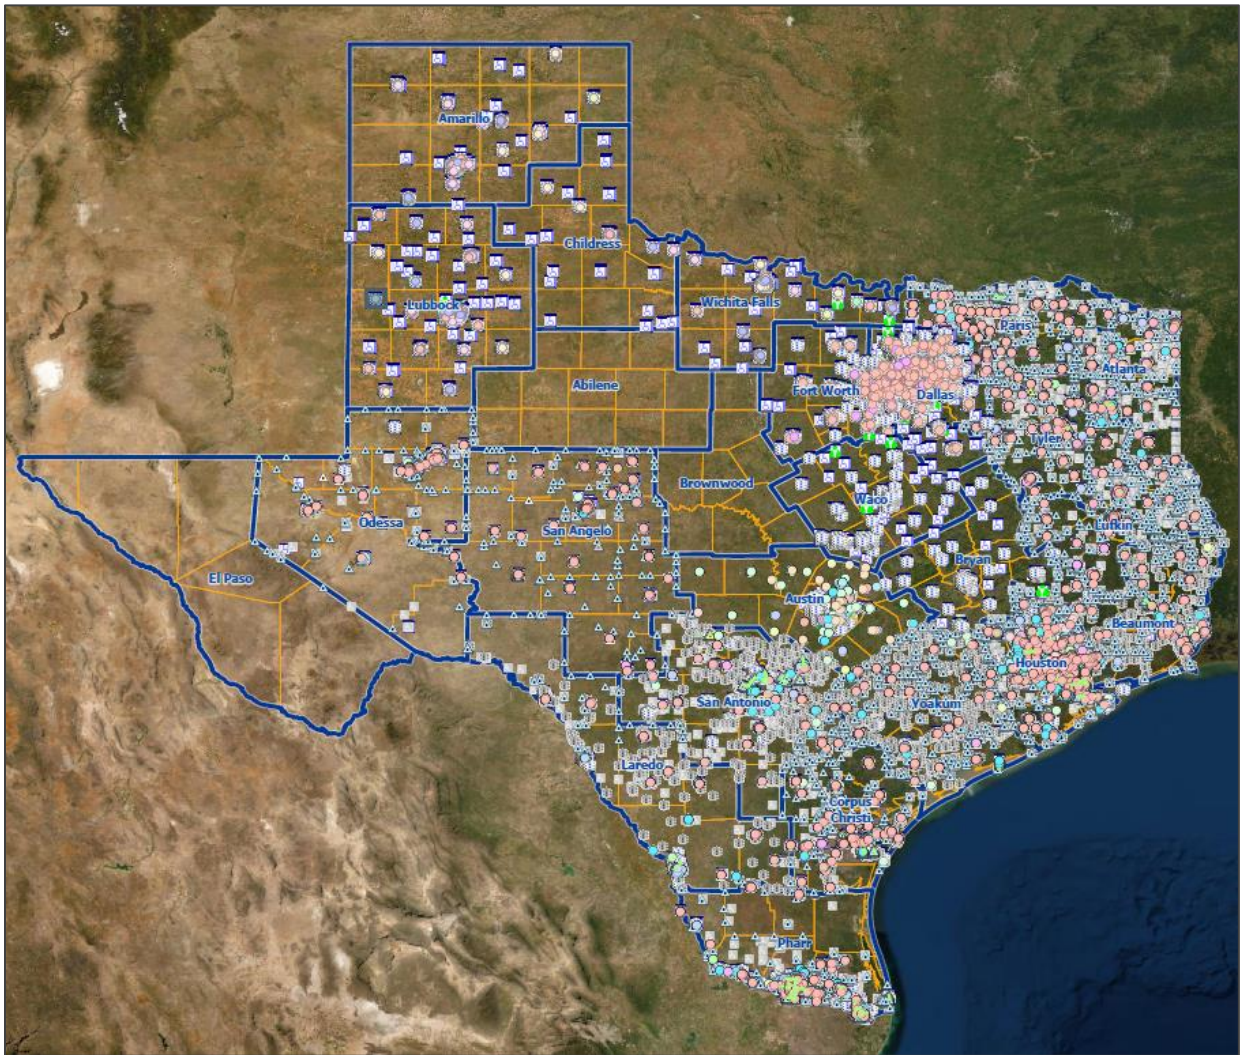 Amarillo
Childress
Lubbock
Wichita Falls
Paris
Atlanta
Abilene
Fort Worth
Dallas
Tyler
Brownwood
Waco
Odessa
San Angelo
Lufkin
Bryan
El Paso
Austin
Beaumont
Houston
San Antonio
Yoakum
Laredo
Corpus
Christi
Pharr